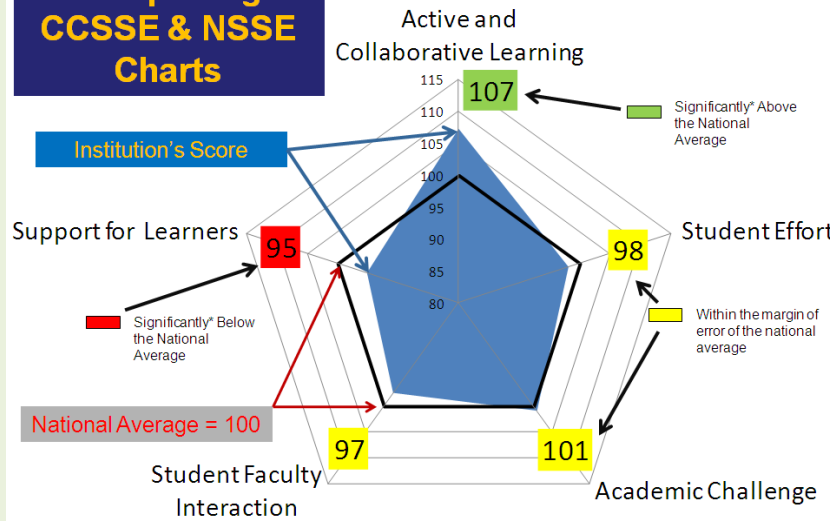 CCSSE & NSSE
Charts
Active and
Collaborative Learning
115
107
110
105
100
95
90
85
80
Significantly* Above
the National
Average
Institution's Score
Support for Learners
95
Student Effort
98
Significantly* Below
the National
Average
Within the margin of
error of the national
average
National Average = 100
97
101
Student Faculty
Interaction
Academic Challenge